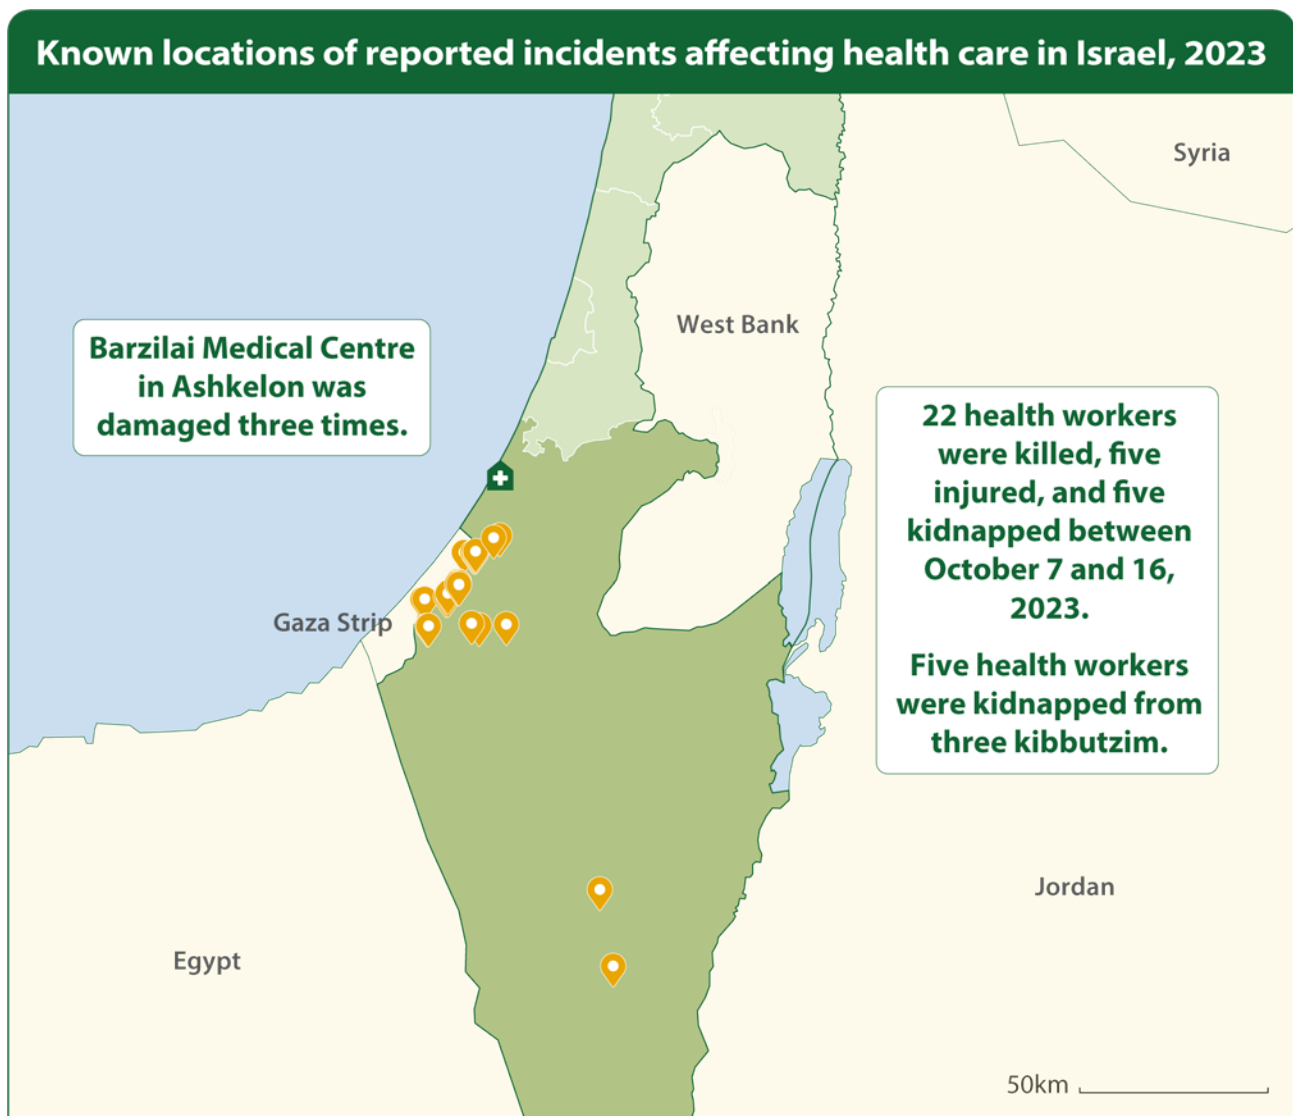 Known locations of reported incidents affecting health care in Israel, 2023
Syria
West Bank
Barzilai Medical Centre
in Ashkelon was
damaged three times.
22 health workers
were killed, five
injured, and five
kidnapped between
October 7 and 16,
2023.
Five health workers
were kidnapped from
three kibbutzim.
Gaza Strip
Jordan
Egypt
50km